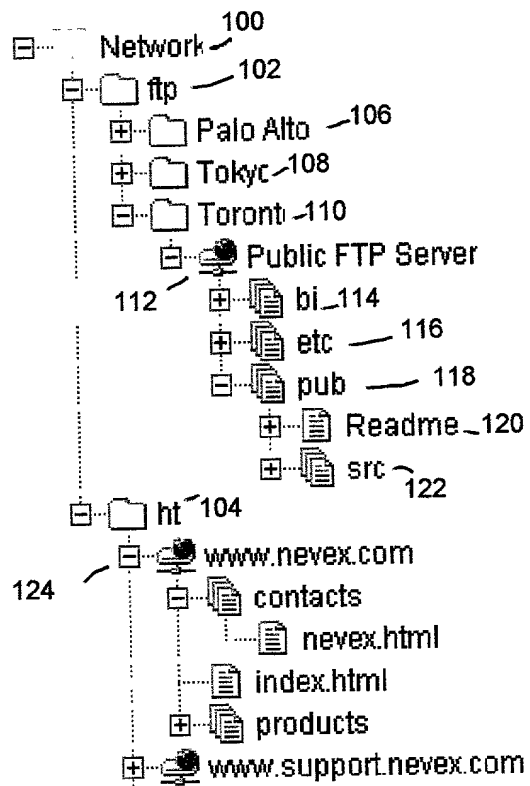 Network 100
ftp 102
Palo Alto 106
Tokyo 108
Toront 110
Public FTP Server
112
bi 114
etc 116
pub 118
Readme 120
src 122
ht 104
www.nevex.com
124
contacts
nevex.html
index.html
products
www.support.nevex.com